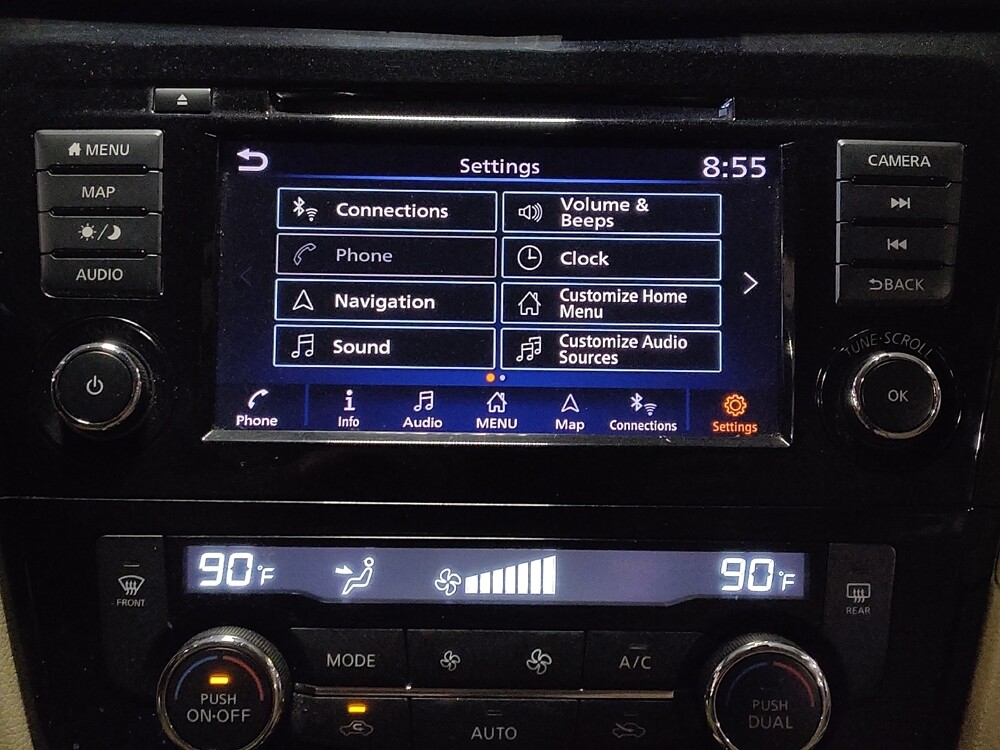 MENU
MAP
AUDIO
Settings
8:55
Connections
Volume &
Beeps
Phone
Clock
Navigation
Customize Home
Menu
Sound
Customize Audio
Sources
Phone
Info
Audio
MENU
Map
Connections
Settings
CAMERA
BACK
TUNE·SCROLL
OK
FRONT
90°F
90°F
REAR
PUSH
ON·OFF
MODE
A/C
AUTO
PUSH
DUAL